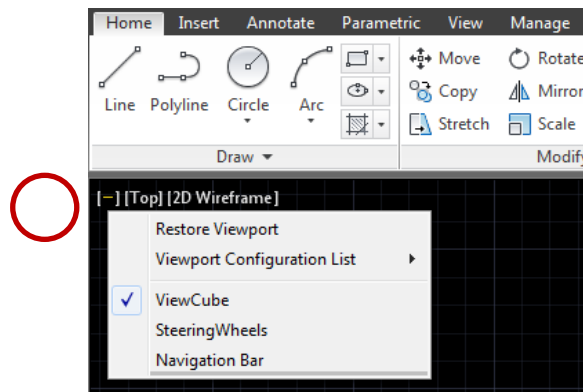 Home Insert Annotate Parametric View Manage
Move Rotate
Line Polyline Circle Arc Copy Mirror
Stretch Scale
Draw Modify
[−] [Top] [2D Wireframe]
Restore Viewport
Viewport Configuration List
ViewCube
SteeringWheels
Navigation Bar